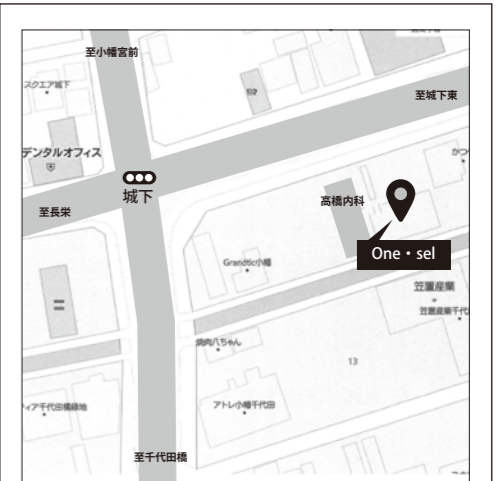 至小幡宮前
スクエア城下
至城下東
デンタルオフィス
城下
至長栄
高橋内科
かつ
One・sel
Grandtic小幡
笠置産業
笠置産業千代
焼肉八ちゃん
13
ィア千代田橋緑地
アトレ小幡千代田
至千代田橋